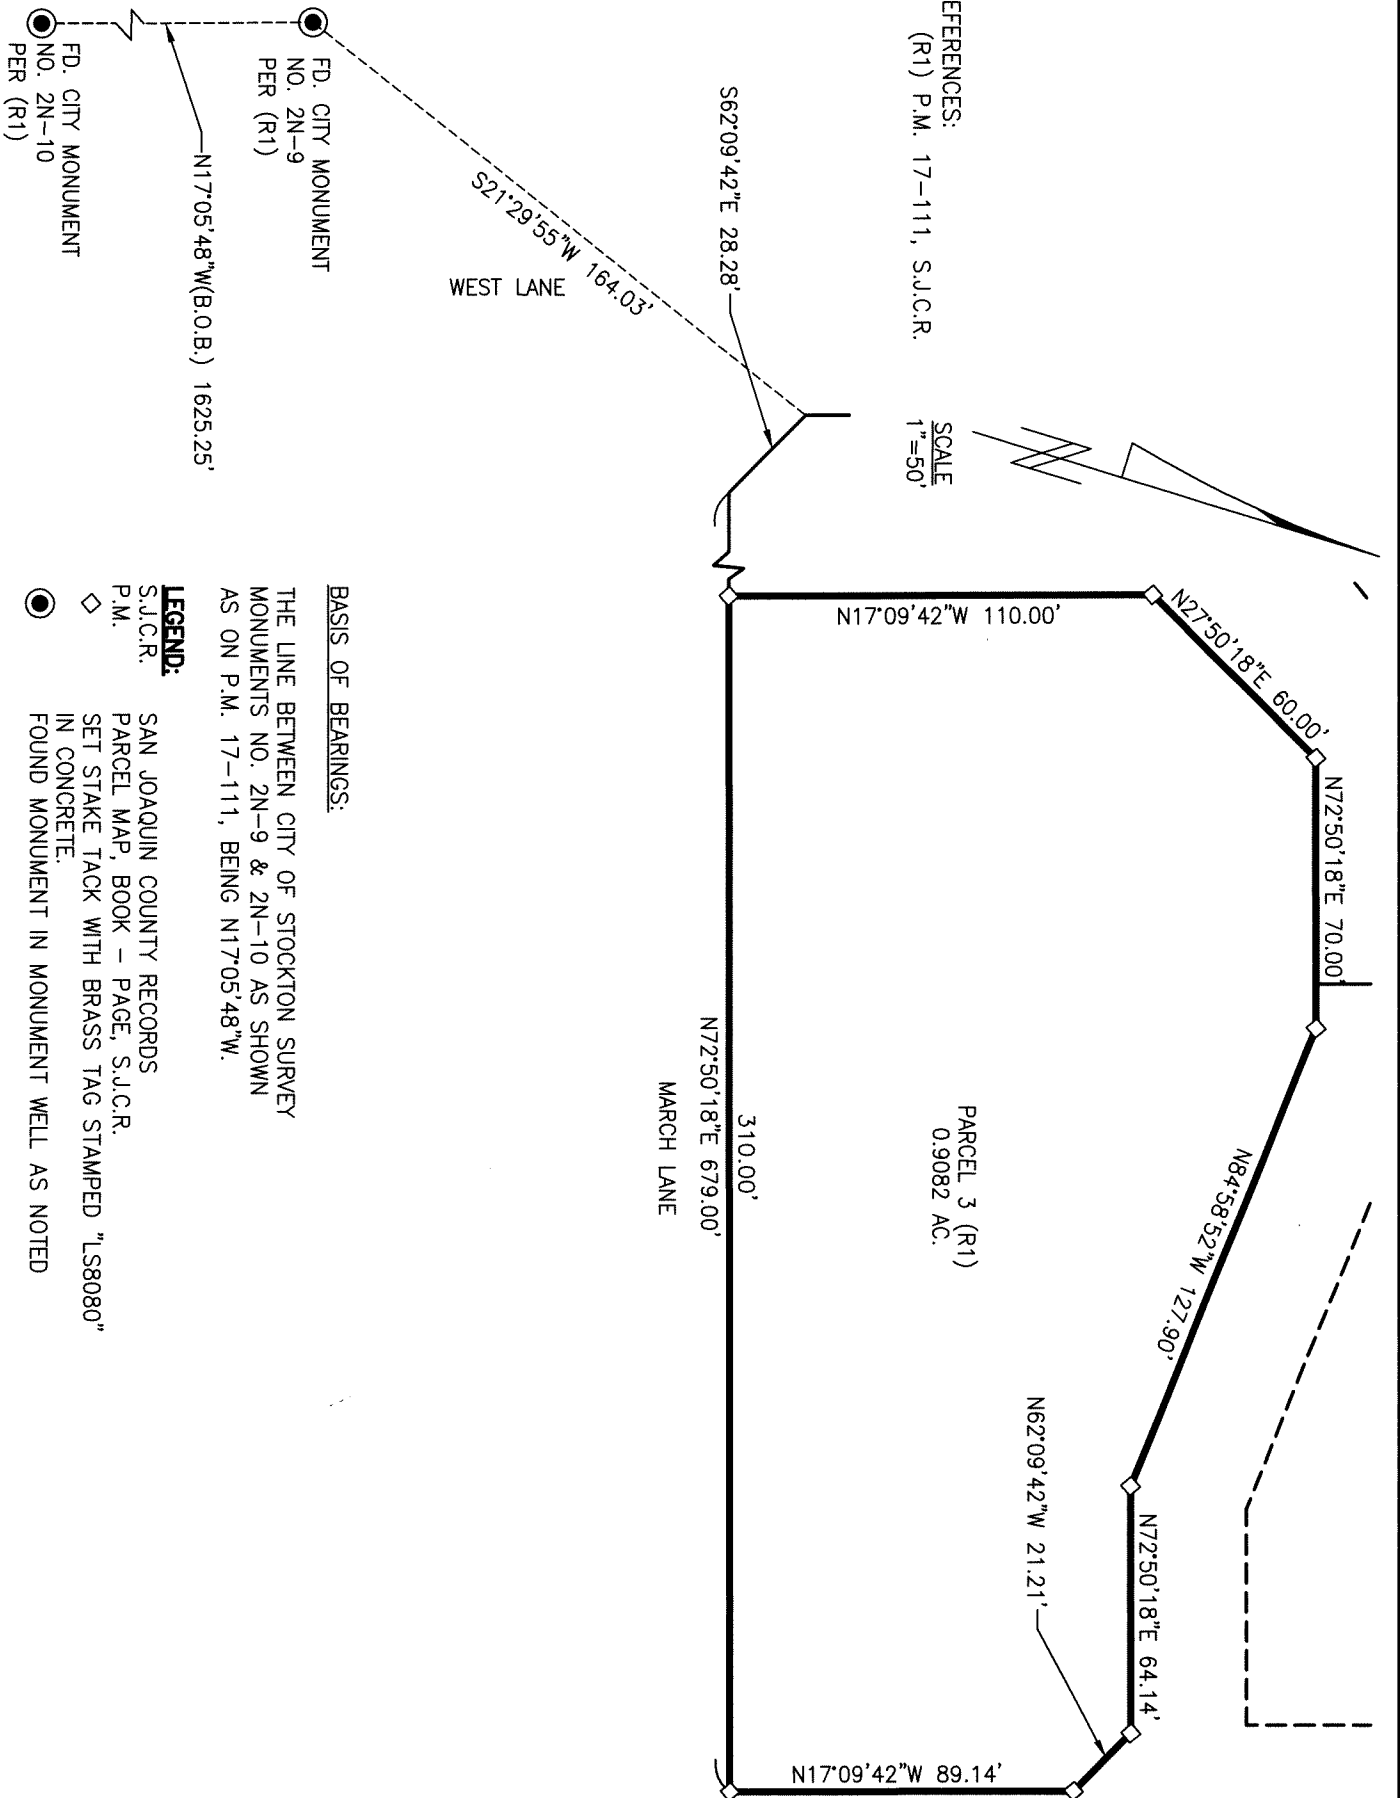 EFERENCES:
(R1) P.M. 17-111, S.J.C.R.
SCALE
1"=50'
S62°09'42"E 28.28'
S21°29'55"W 164.03'
WEST LANE
FD. CITY MONUMENT
NO. 2N-9
PER (R1)
N17°05'48"W(B.O.B.) 1625.25'
FD. CITY MONUMENT
NO. 2N-10
PER (R1)
N17°09'42"W 110.00'
N27°50'18"E 60.00'
N72°50'18"E 70.00'
N84°58'52"W 127.90'
N72°50'18"E 64.14'
N62°09'42"W 21.21'
N17°09'42"W 89.14'
PARCEL 3 (R1)
0.9082 AC.
310.00'
N72°50'18"E 679.00'
MARCH LANE
BASIS OF BEARINGS:
THE LINE BETWEEN CITY OF STOCKTON SURVEY
MONUMENTS NO. 2N-9 & 2N-10 AS SHOWN
AS ON P.M. 17-111, BEING N17°05'48"W.
LEGEND:
S.J.C.R. SAN JOAQUIN COUNTY RECORDS
P.M. PARCEL MAP, BOOK - PAGE, S.J.C.R.
SET STAKE TACK WITH BRASS TAG STAMPED "LS8080"
IN CONCRETE.
FOUND MONUMENT IN MONUMENT WELL AS NOTED